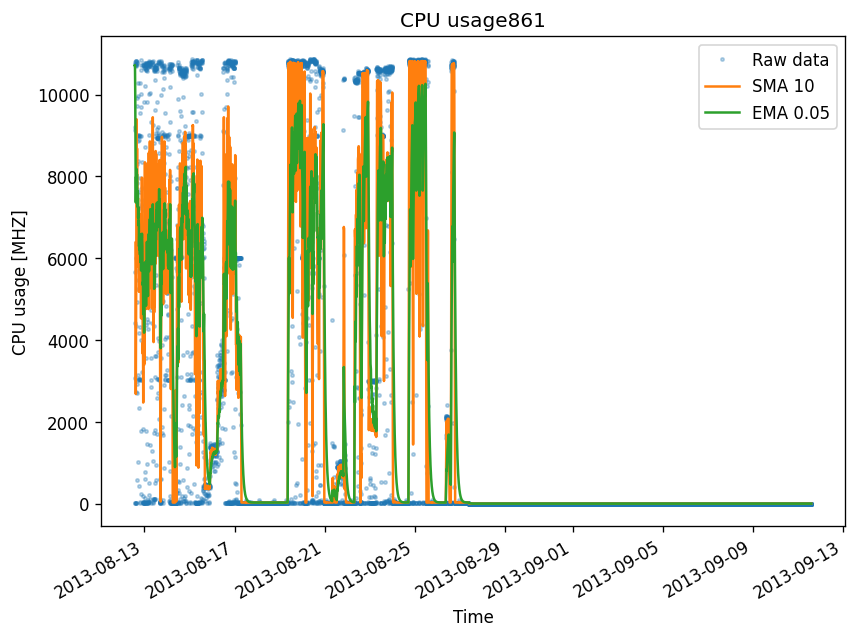 CPU usage861
Raw data
SMA 10
EMA 0.05
CPU usage [MHZ]
10000
8000
6000
4000
2000
0
2013-08-13
2013-08-17
2013-08-21
2013-08-25
2013-08-29
2013-09-01
2013-09-05
2013-09-09
2013-09-13
Time